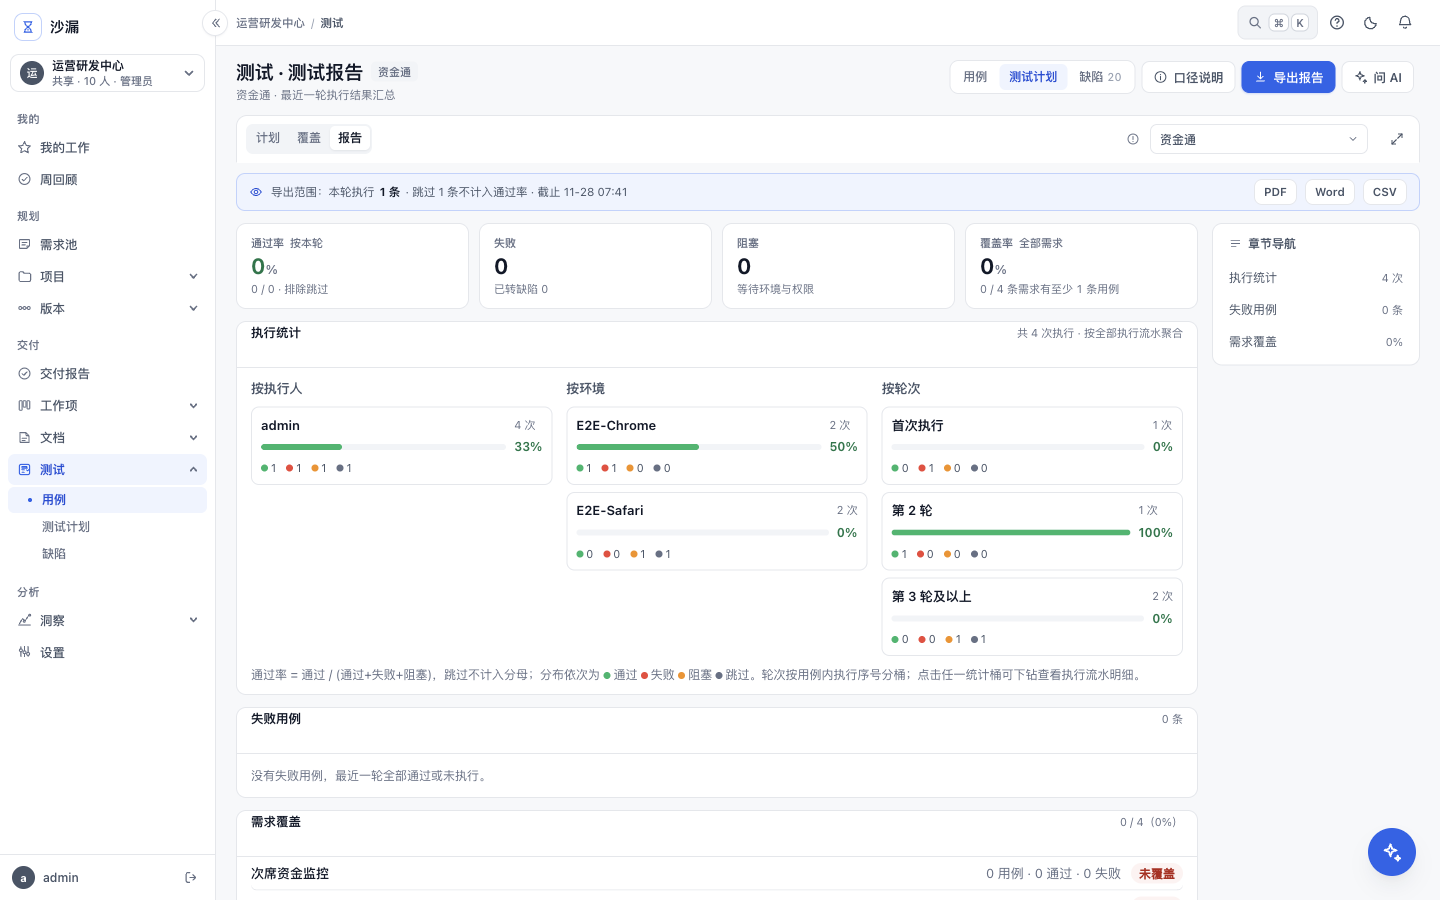 沙漏
运
运营研发中心
共享 · 10 人 · 管理员
我的
我的工作
周回顾
规划
需求池
项目
版本
交付
交付报告
工作项
文档
测试
用例
测试计划
缺陷
分析
洞察
设置
a
admin
运营研发中心 / 测试
⌘ K
测试 · 测试报告 资金通
资金通 · 最近一轮执行结果汇总
用例 测试计划 缺陷 20
口径说明
导出报告
问 AI
计划 覆盖 报告
资金通
导出范围：本轮执行 1 条 · 跳过 1 条不计入通过率 · 截止 11-28 07:41
PDF Word CSV
通过率 按本轮
0%
0 / 0 · 排除跳过
失败
0
已转缺陷 0
阻塞
0
等待环境与权限
覆盖率 全部需求
0%
0 / 4 条需求有至少 1 条用例
章节导航
执行统计 4 次
失败用例 0 条
需求覆盖 0%
执行统计 共 4 次执行 · 按全部执行流水聚合
按执行人
admin 4 次
33%
1 1 1 1
按环境
E2E-Chrome 2 次
50%
1 1 0 0
E2E-Safari 2 次
0%
0 0 1 1
按轮次
首次执行 1 次
0%
0 1 0 0
第 2 轮 1 次
100%
1 0 0 0
第 3 轮及以上 2 次
0%
0 0 1 1
通过率 = 通过 / (通过+失败+阻塞)，跳过不计入分母；分布依次为 通过 失败 阻塞 跳过。轮次按用例内执行序号分桶；点击任一统计桶可下钻查看执行流水明细。
失败用例 0 条
没有失败用例，最近一轮全部通过或未执行。
需求覆盖 0 / 4 (0%)
次席资金监控 0 用例 · 0 通过 · 0 失败 未覆盖